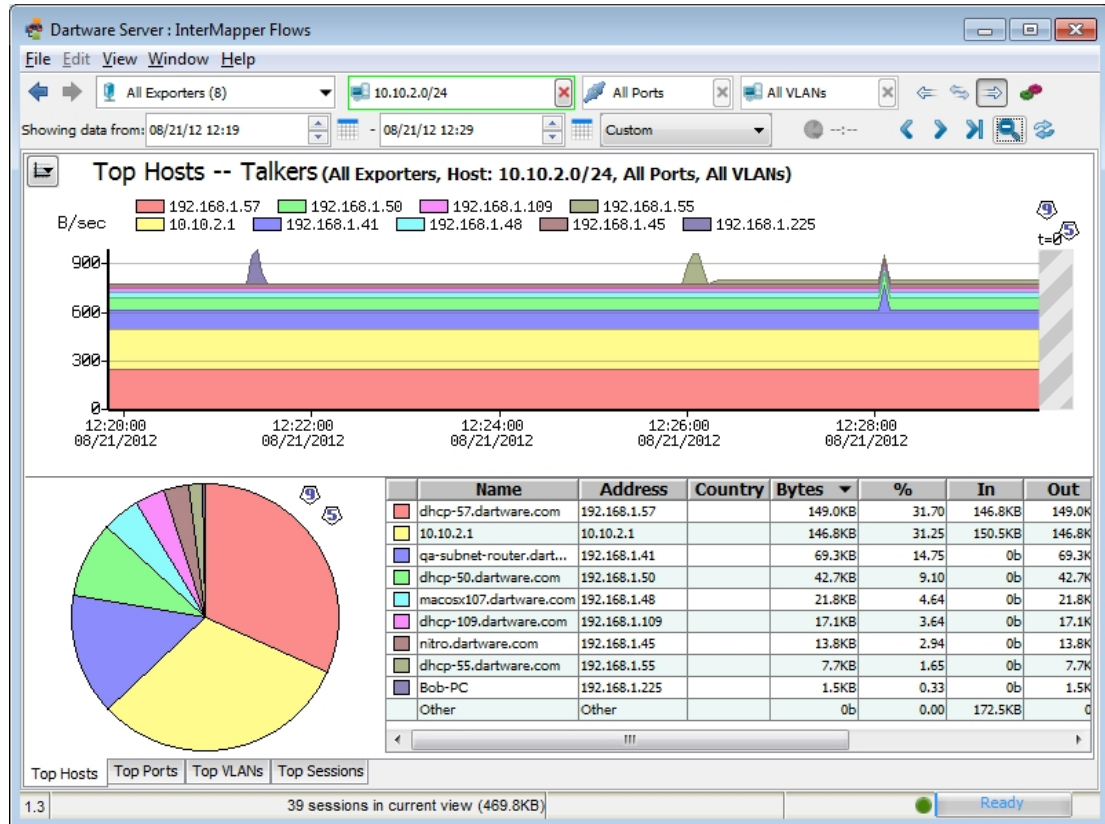 Dartware Server : InterMapper Flows
File Edit View Window Help
All Exporters (8) 10.10.2.0/24 All Ports All VLANs
Showing data from: 08/21/12 12:19 - 08/21/12 12:29 Custom --:--
Top Hosts -- Talkers (All Exporters, Host: 10.10.2.0/24, All Ports, All VLANs)
192.168.1.57 192.168.1.50 192.168.1.109 192.168.1.55
B/sec 10.10.2.1 192.168.1.41 192.168.1.48 192.168.1.45 192.168.1.225
9
5
t=0
900
600
300
0
12:20:00 12:22:00 12:24:00 12:26:00 12:28:00
08/21/2012 08/21/2012 08/21/2012 08/21/2012 08/21/2012
9
5
Name Address Country Bytes % In Out
dhcp-57.dartware.com 192.168.1.57 149.0KB 31.70 146.8KB 149.0K
10.10.2.1 10.10.2.1 146.8KB 31.25 150.5KB 146.8K
qa-subnet-router.dart... 192.168.1.41 69.3KB 14.75 0b 69.3K
dhcp-50.dartware.com 192.168.1.50 42.7KB 9.10 0b 42.7K
macosx107.dartware.com 192.168.1.48 21.8KB 4.64 0b 21.8K
dhcp-109.dartware.com 192.168.1.109 17.1KB 3.64 0b 17.1K
nitro.dartware.com 192.168.1.45 13.8KB 2.94 0b 13.8K
dhcp-55.dartware.com 192.168.1.55 7.7KB 1.65 0b 7.7K
Bob-PC 192.168.1.225 1.5KB 0.33 0b 1.5K
Other Other 0b 0.00 172.5KB 0
Top Hosts Top Ports Top VLANs Top Sessions
1.3 39 sessions in current view (469.8KB) Ready